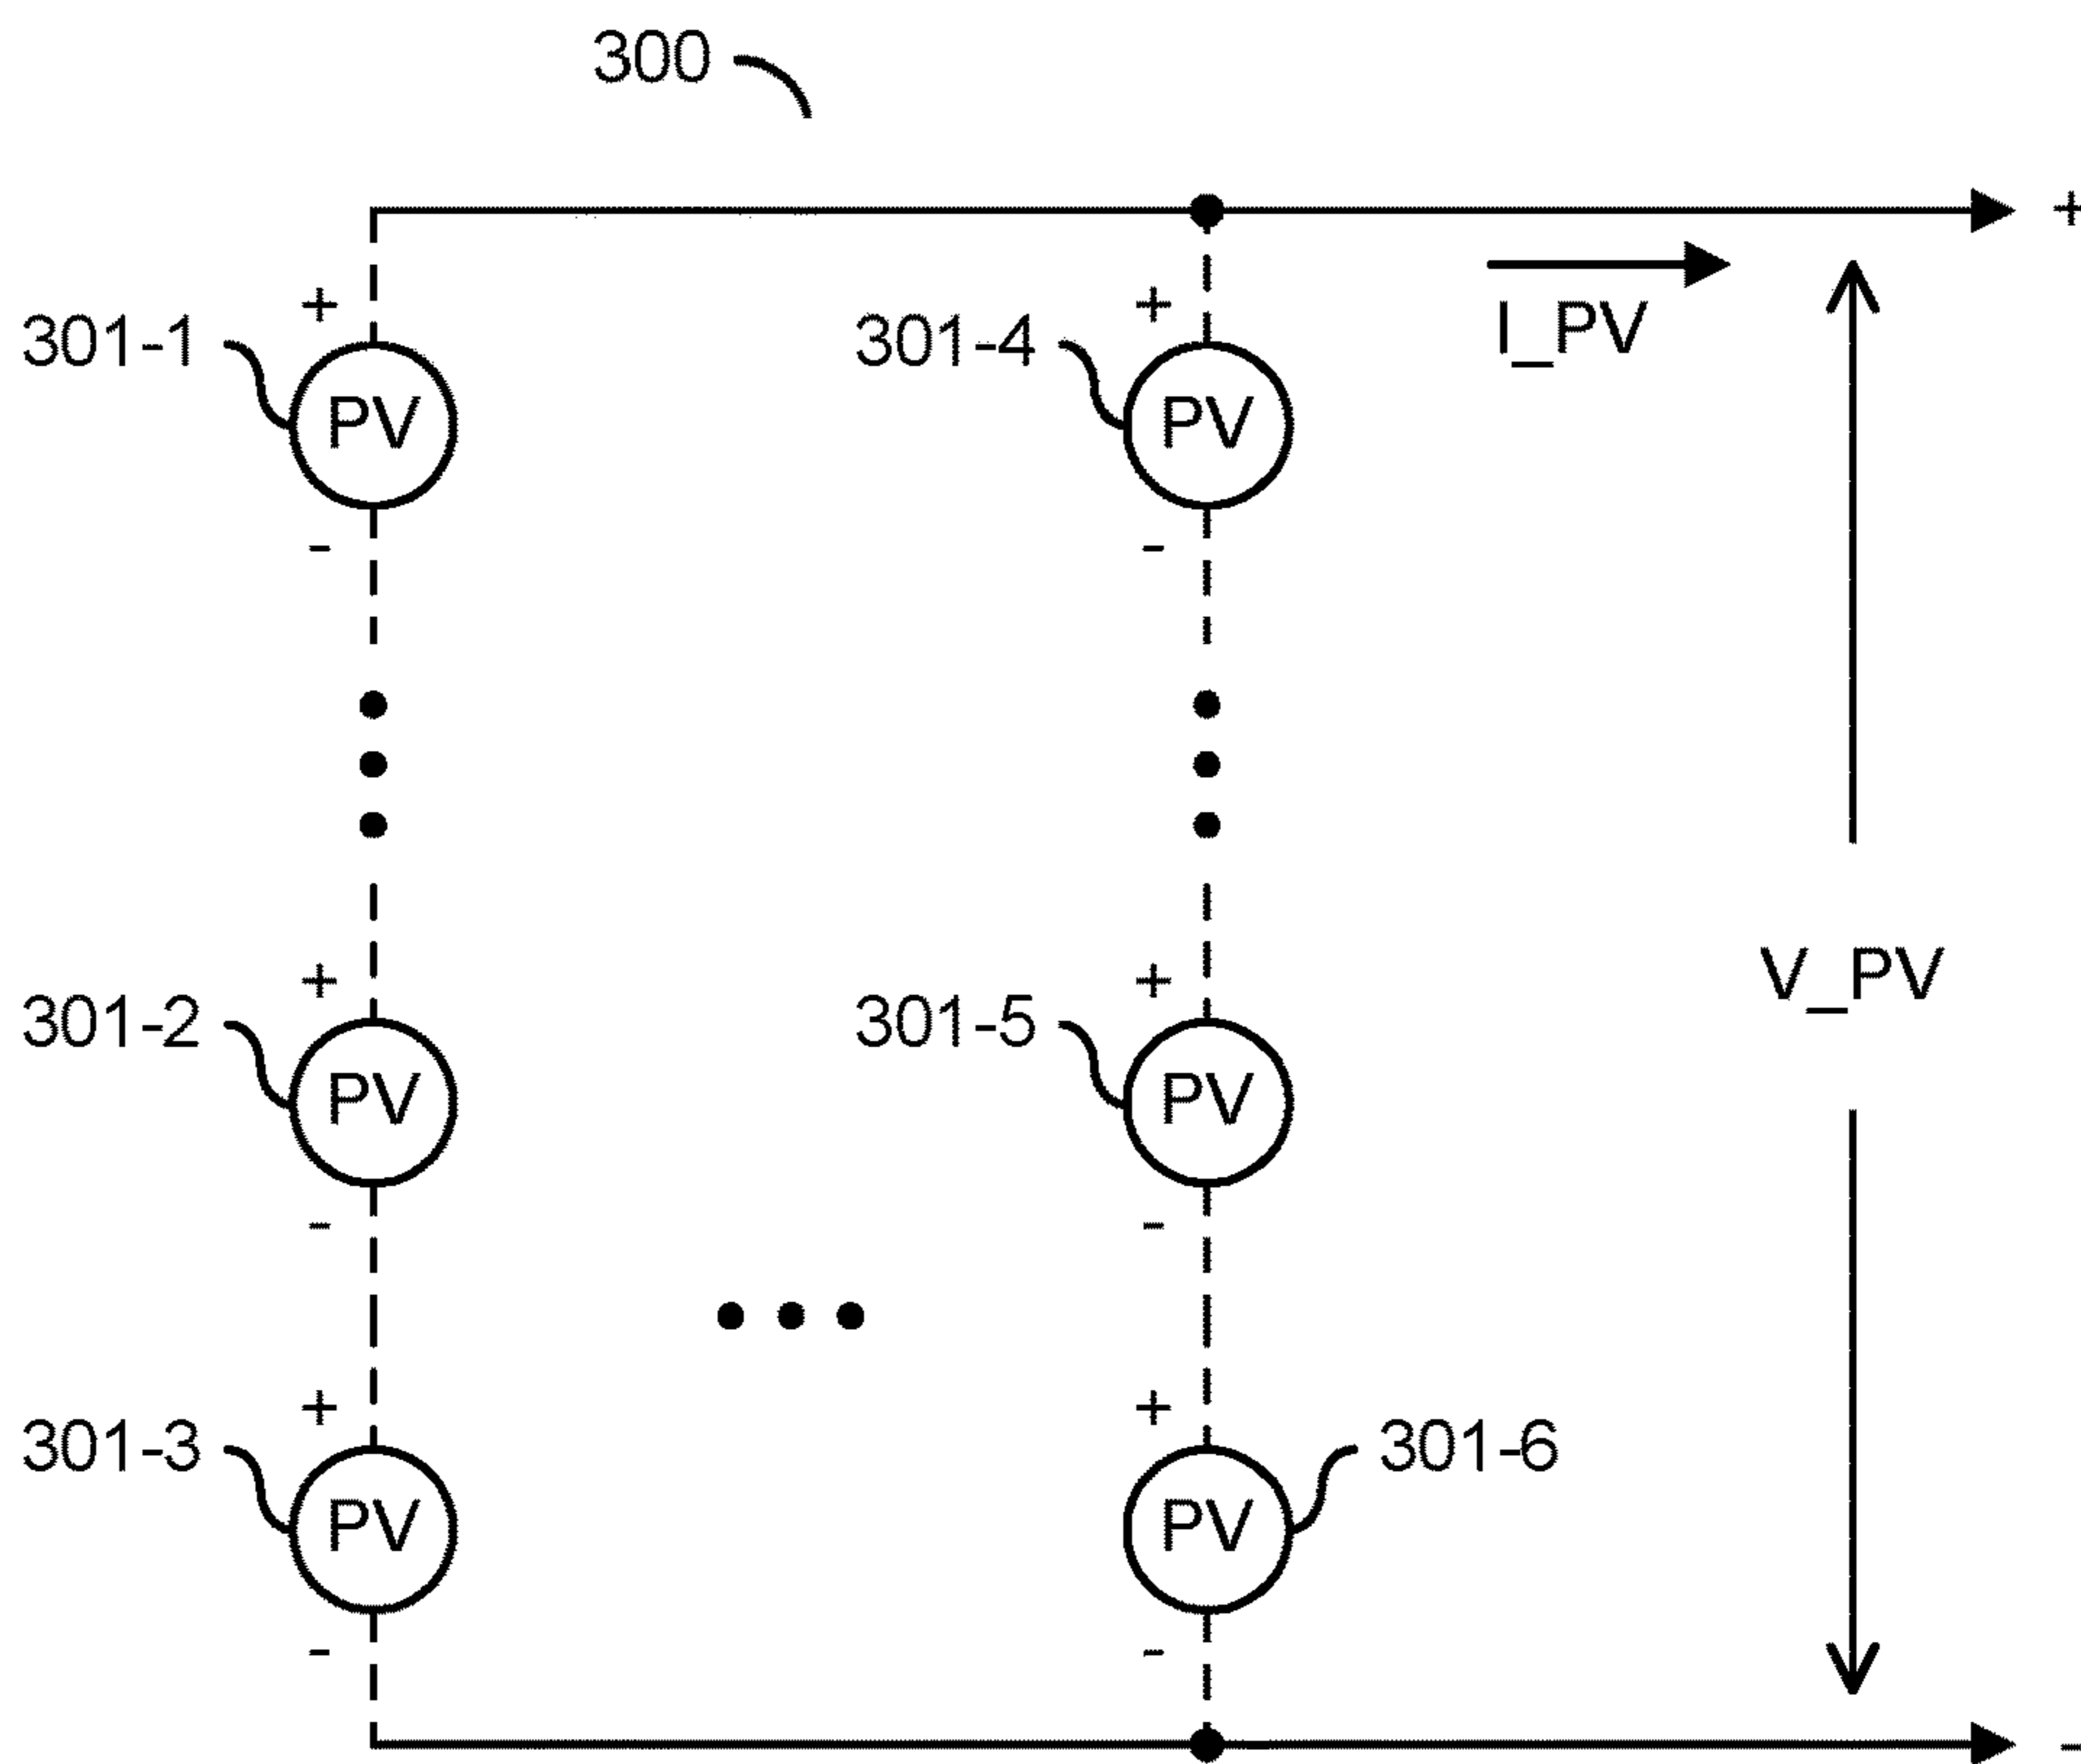 300
+
+ +
301-1 301-4 I_PV
PV PV
- -
+ + V_PV
301-2 301-5
PV PV
- -
+ +
301-3 301-6
PV PV
- -
-